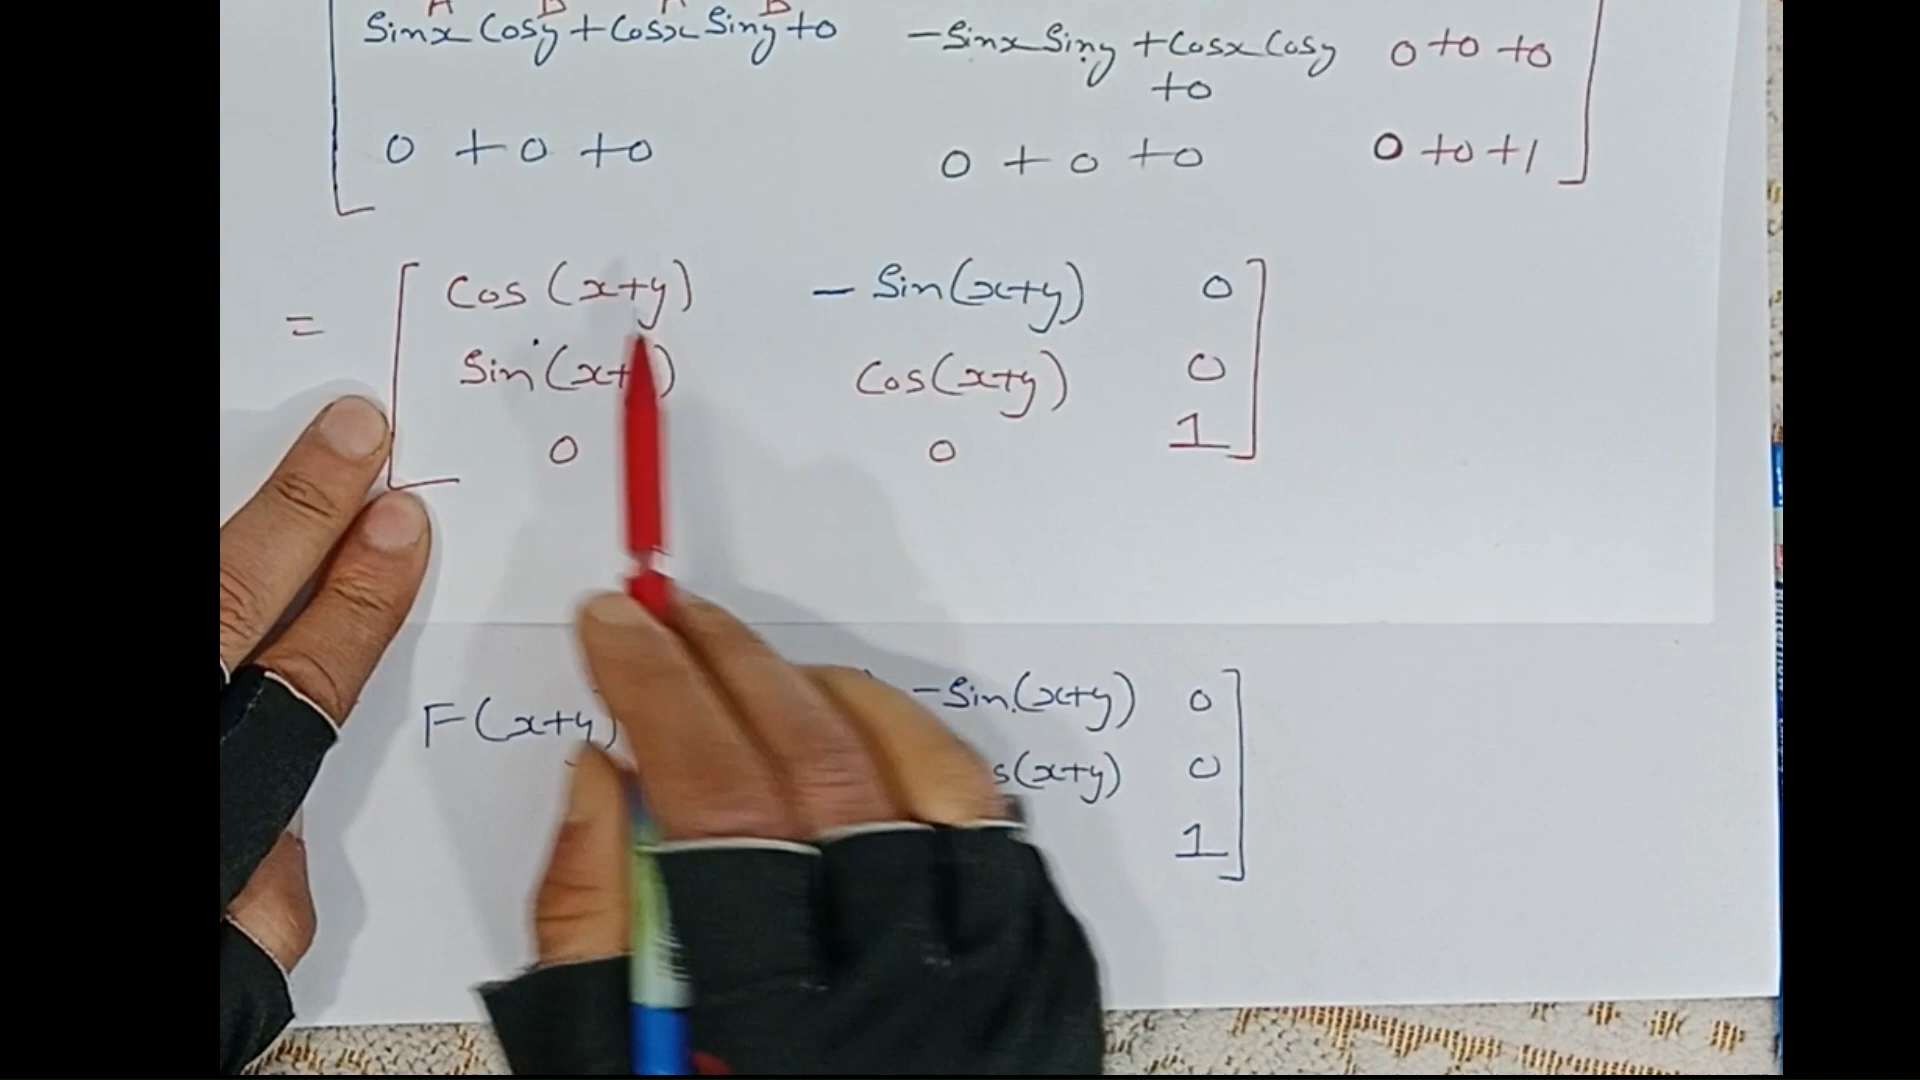 A B A B
Sinx Cosy + Cosx Siny + 0 - Sinx Siny + Cosx Cosy + 0 0 + 0 + 0
0 + 0 + 0 0 + 0 + 0 0 + 0 + 1
= [ Cos (x+y) - Sin (x+y) 0 ]
Sin (x+ ) Cos (x+y) 0
0 0 1
F(x+y) - Sin (x+y) 0 ]
s(x+y) 0
1